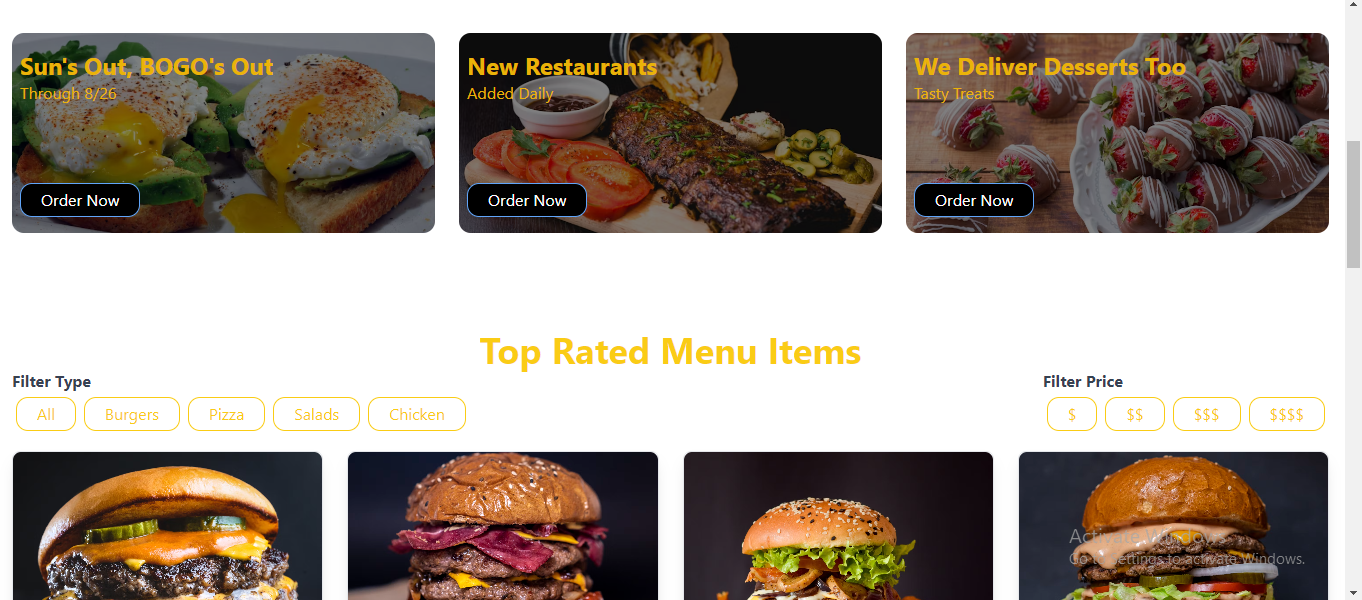 Sun's Out, BOGO's Out
Through 8/26
Order Now
New Restaurants
Added Daily
Order Now
We Deliver Desserts Too
Tasty Treats
Order Now
Top Rated Menu Items
Filter Type
All Burgers Pizza Salads Chicken
Filter Price
$ $$ $$$ $$$$
Activate Windows
Go to Settings to activate Windows.